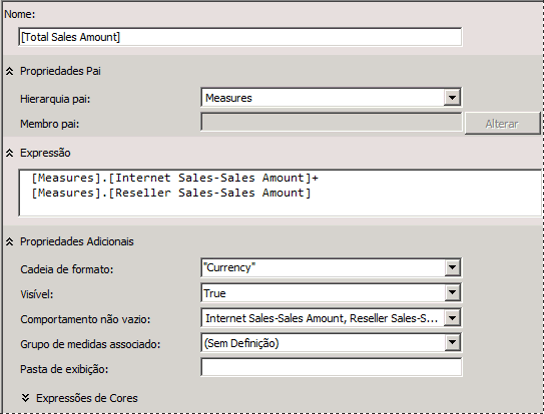 Nome:
[Total Sales Amount]
Propriedades Pai
Hierarquia pai: Measures
Membro pai: Alterar
Expressão
[Measures].[Internet Sales-Sales Amount]+
[Measures].[Reseller Sales-Sales Amount]
Propriedades Adicionais
Cadeia de formato: "Currency"
Visível: True
Comportamento não vazio: Internet Sales-Sales Amount, Reseller Sales-S...
Grupo de medidas associado: (Sem Definição)
Pasta de exibição:
Expressões de Cores